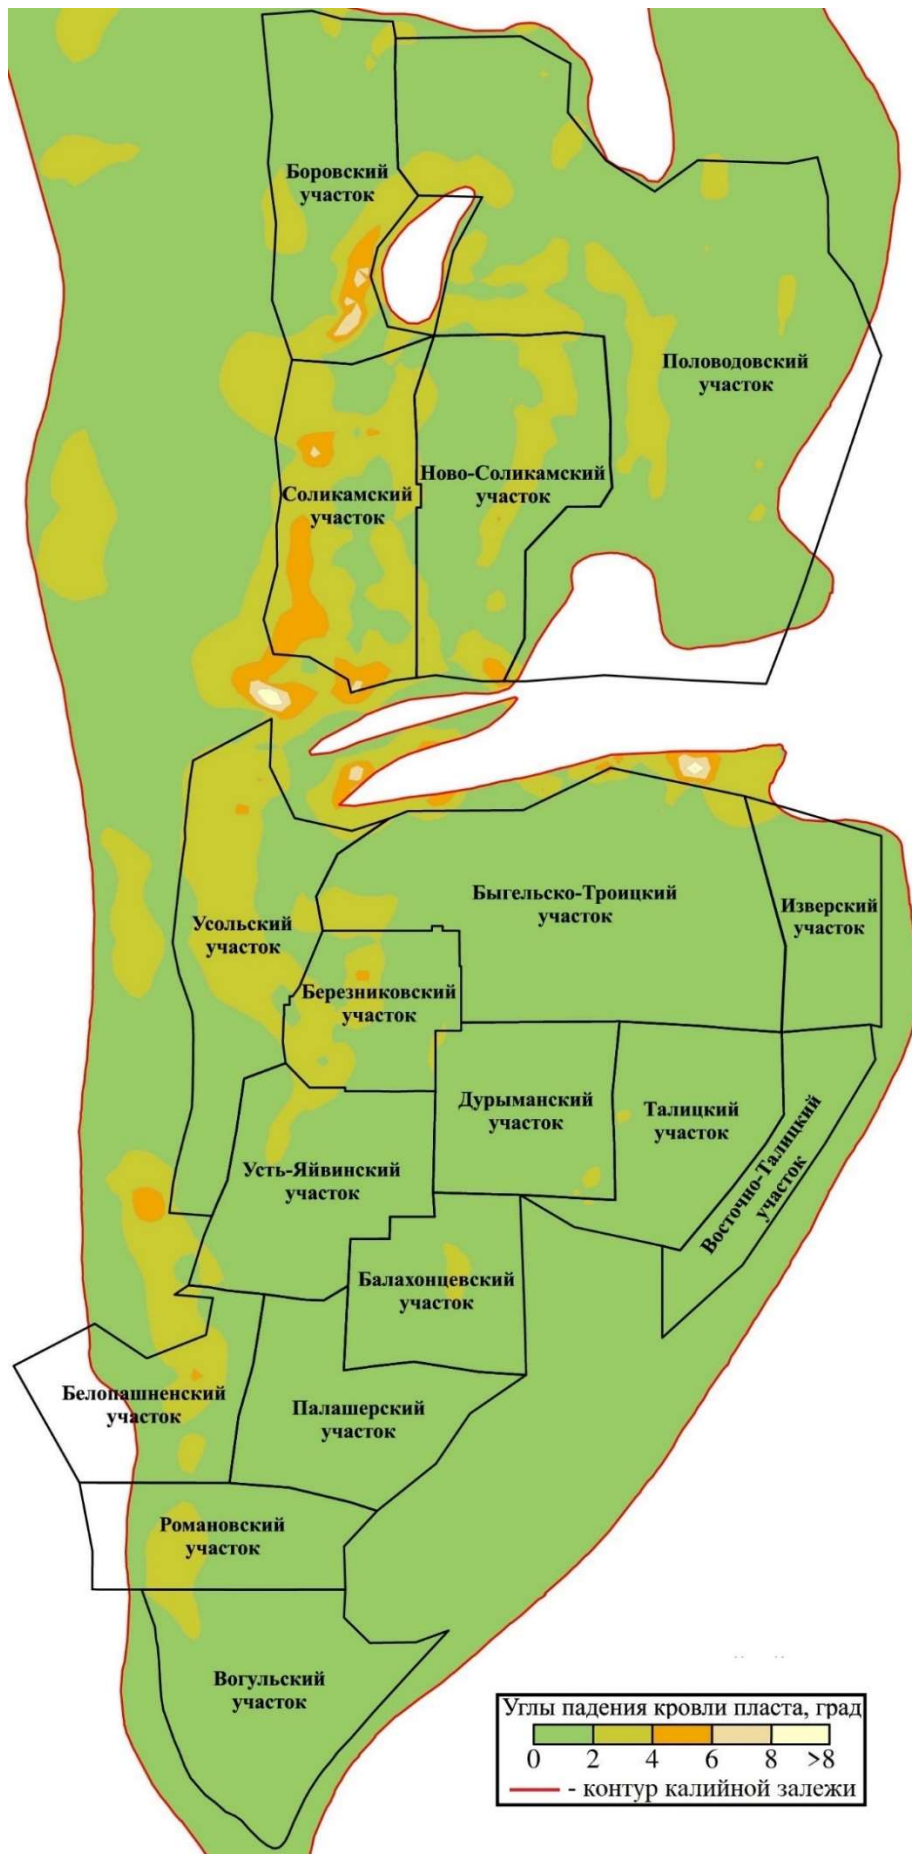 Боровский
участок
Половодовский
участок
Ново-Соликамский
участок
Соликамский
участок
Быгельско-Троицкий
участок
Изверский
участок
Усольский
участок
Березниковский
участок
Дурыманский
участок
Талицкий
участок
Восточно-Талицкий
участок
Усть-Яйвинский
участок
Балахонцевский
участок
Белопашненский
участок
Палашерский
участок
Романовский
участок
Вогульский
участок
Углы падения кровли пласта, град
0 2 4 6 8 >8
- контур калийной залежи